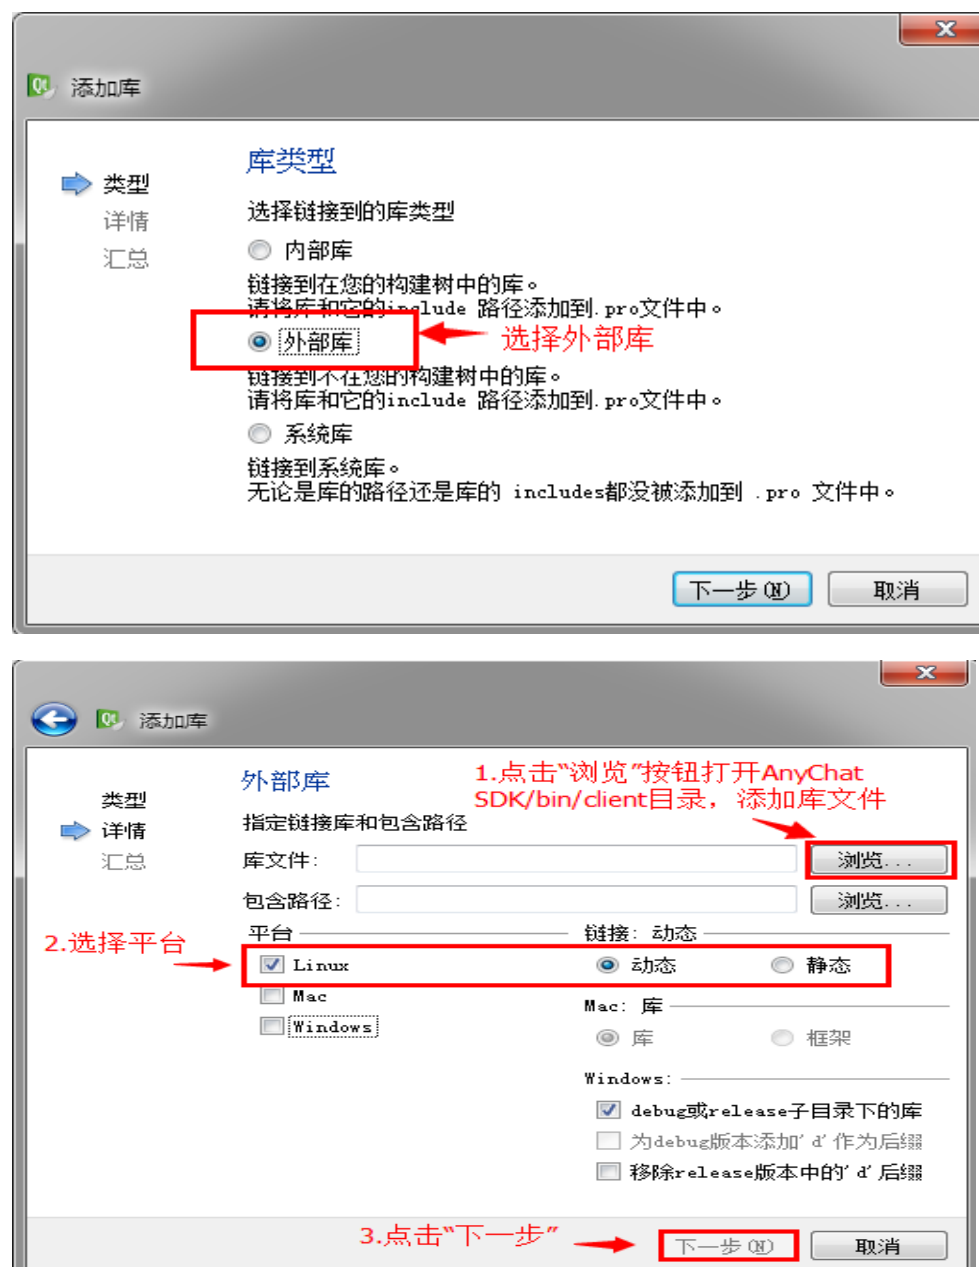 添加库
库类型
类型
详情
汇总
选择链接到的库类型
内部库
链接到在您的构建树中的库。
请将库和它的include 路径添加到.pro文件中。
外部库
选择外部库
链接到不在您的构建树中的库。
请将库和它的include 路径添加到.pro文件中。
系统库
链接到系统库。
无论是库的路径还是库的 includes都没被添加到 .pro 文件中。
下一步(N)
取消
添加库
外部库
1.点击“浏览”按钮打开AnyChat
SDK/bin/client目录，添加库文件
类型
详情
汇总
指定链接库和包含路径
库文件：
浏览...
包含路径：
浏览...
2.选择平台
平台
链接：动态
Linux
动态
静态
Mac
Mac：库
Windows
库
框架
Windows：
debug或release子目录下的库
为debug版本添加'd'作为后缀
移除release版本中的'd'后缀
3.点击“下一步”
下一步(N)
取消